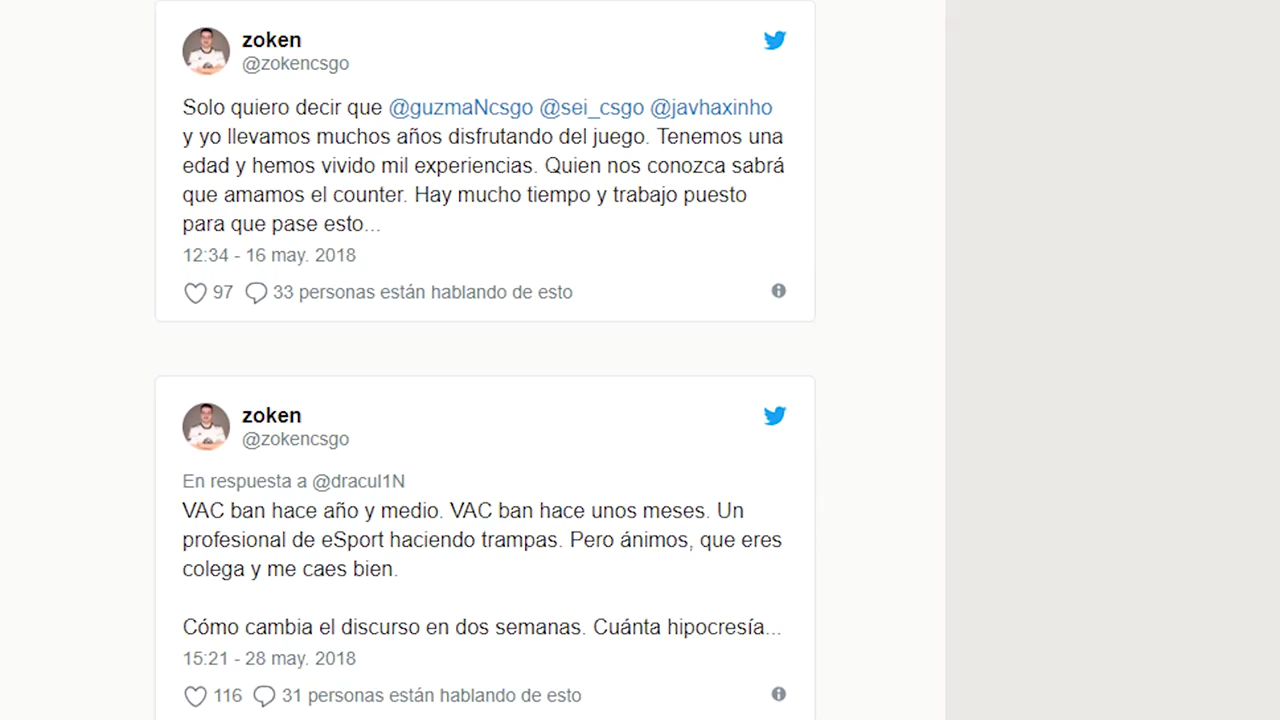 zoken
@zokencsgo
Solo quiero decir que @guzmaNcsgo @sei_csgo @javhaxinho
y yo llevamos muchos años disfrutando del juego. Tenemos una
edad y hemos vivido mil experiencias. Quien nos conozca sabrá
que amamos el counter. Hay mucho tiempo y trabajo puesto
para que pase esto...
12:34 - 16 may. 2018
97 33 personas están hablando de esto
zoken
@zokencsgo
En respuesta a @dracul1N
VAC ban hace año y medio. VAC ban hace unos meses. Un
profesional de eSport haciendo trampas. Pero ánimos, que eres
colega y me caes bien.
Cómo cambia el discurso en dos semanas. Cuánta hipocresía...
15:21 - 28 may. 2018
116 31 personas están hablando de esto